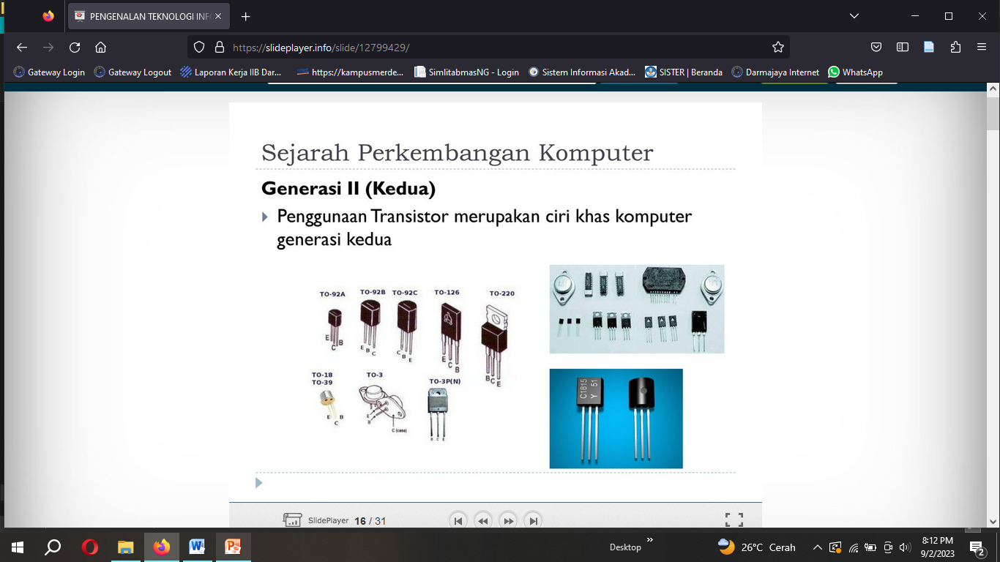 PENGENALAN TEKNOLOGI INF
https://slideplayer.info/slide/12799429/
Gateway Login
Gateway Logout
Laporan Kerja IIB Dar...
https://kampusmerde...
SimlitabmasNG - Login
Sistem Informasi Akad...
SISTER | Beranda
Darmajaya Internet
WhatsApp
Sejarah Perkembangan Komputer
Generasi II (Kedua)
Penggunaan Transistor merupakan ciri khas komputer
generasi kedua
TO-92A
TO-92B
TO-92C
TO-126
TO-220
E
C
B
E
B
C
C
B
E
E
C
B
B
C
E
TO-18
TO-39
TO-3
TO-3P(N)
E
C
B
E
B
C (case)
B
C
E
C1815
Y 51
SlidePlayer
16 / 31
Desktop
26°C Cerah
8:12 PM
9/2/2023
2